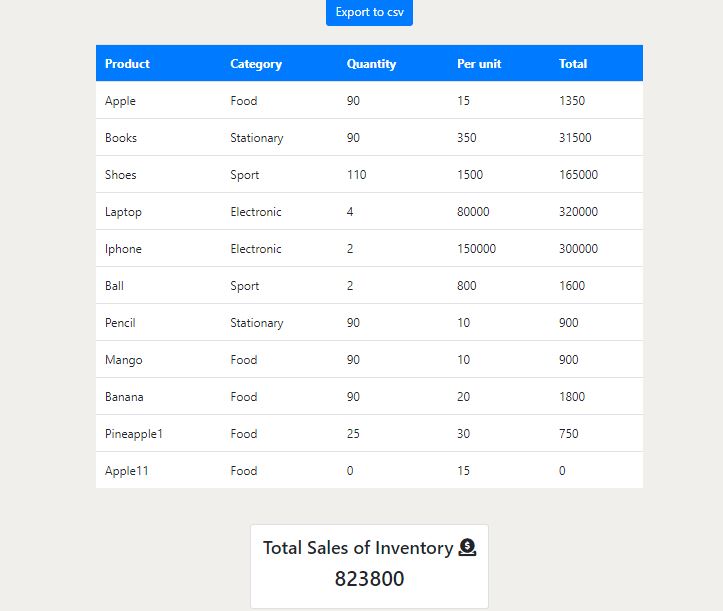 Export to csv
Product Category Quantity Per unit Total
Apple Food 90 15 1350
Books Stationary 90 350 31500
Shoes Sport 110 1500 165000
Laptop Electronic 4 80000 320000
Iphone Electronic 2 150000 300000
Ball Sport 2 800 1600
Pencil Stationary 90 10 900
Mango Food 90 10 900
Banana Food 90 20 1800
Pineapple1 Food 25 30 750
Apple11 Food 0 15 0
Total Sales of Inventory
823800